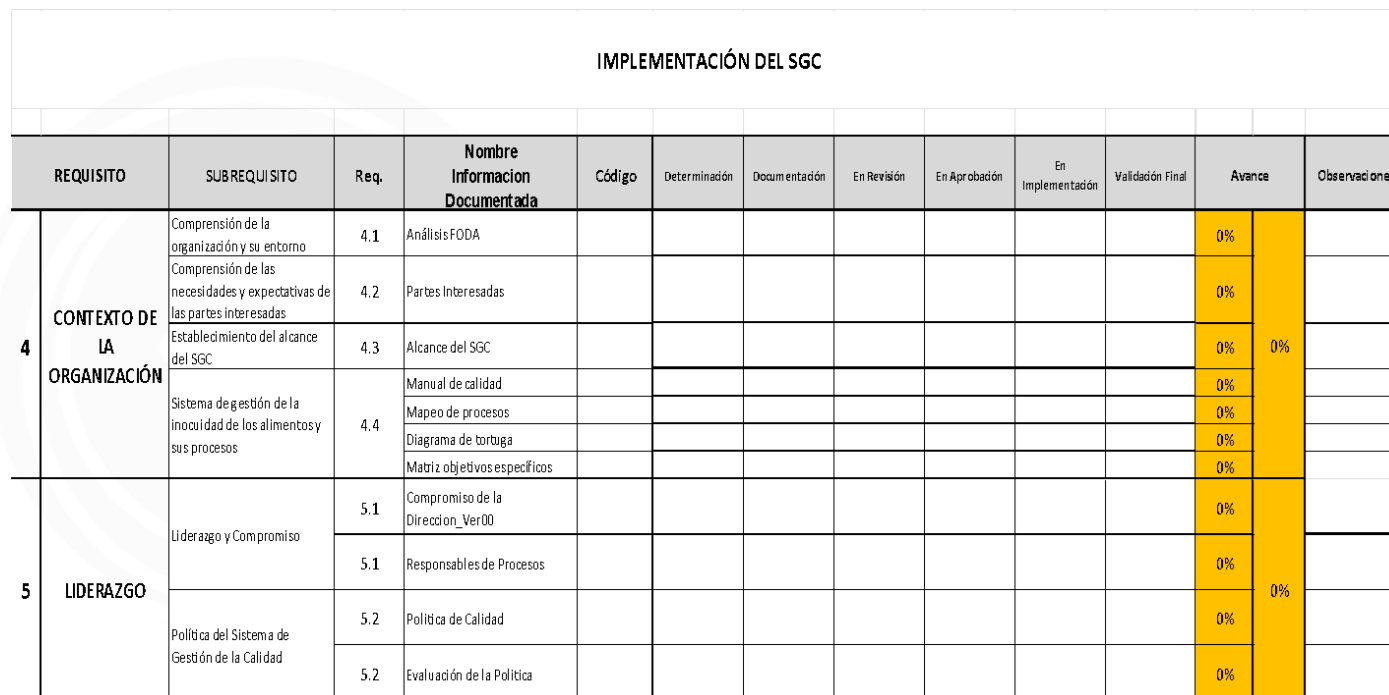 IMPLEMENTACIÓN DEL SGC
REQUISITO
SUBREQUISITO
Req.
Nombre
Informacion
Documentada
Código
Determinación
Documentación
En Revisión
En Aprobación
En
Implementación
Validación Final
Avance
Observacione
4
CONTEXTO DE
LA
ORGANIZACIÓN
Comprensión de la
organización y su entorno
4.1
Análisis FODA
0%
Comprensión de las
necesidades y expectativas de
las partes interesadas
4.2
Partes Interesadas
0%
Establecimiento del alcance
del SGC
4.3
Alcance del SGC
0%
0%
Sistema de gestión de la
inocuidad de los alimentos y
sus procesos
4.4
Manual de calidad
0%
Mapeo de procesos
0%
Diagrama de tortuga
0%
Matriz objetivos específicos
0%
5
LIDERAZGO
Liderazgo y Compromiso
5.1
Compromiso de la
Direccion_Ver00
0%
5.1
Responsables de Procesos
0%
0%
Política del Sistema de
Gestión de la Calidad
5.2
Politica de Calidad
0%
5.2
Evaluación de la Politica
0%